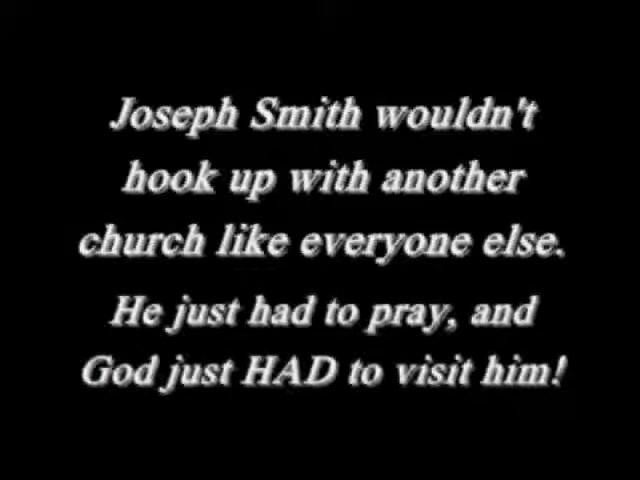 Joseph Smith wouldn't
hook up with another
church like everyone else.
He just had to pray, and
God just HAD to visit him!